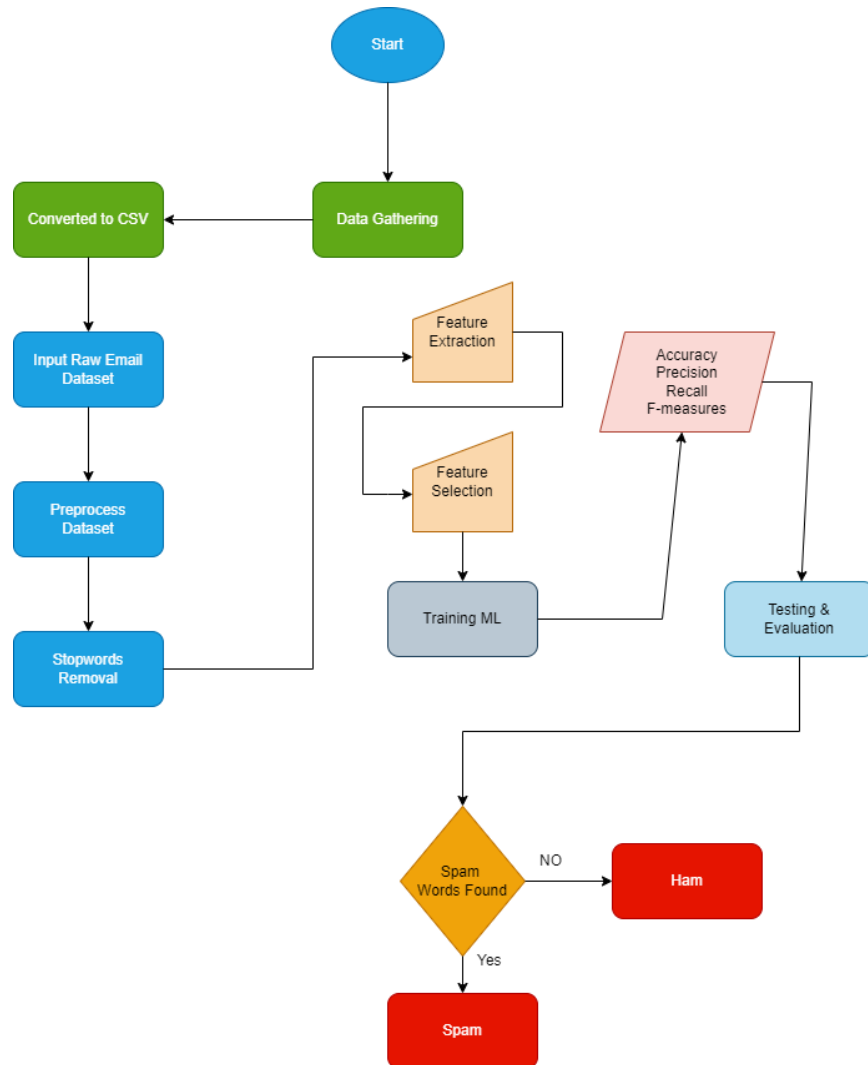 Start
Data Gathering
Converted to CSV
Input Raw Email
Dataset
Preprocess
Dataset
Stopwords
Removal
Feature
Extraction
Feature
Selection
Training ML
Accuracy
Precision
Recall
F-measures
Testing &
Evaluation
Spam
Words Found
NO
Ham
Yes
Spam